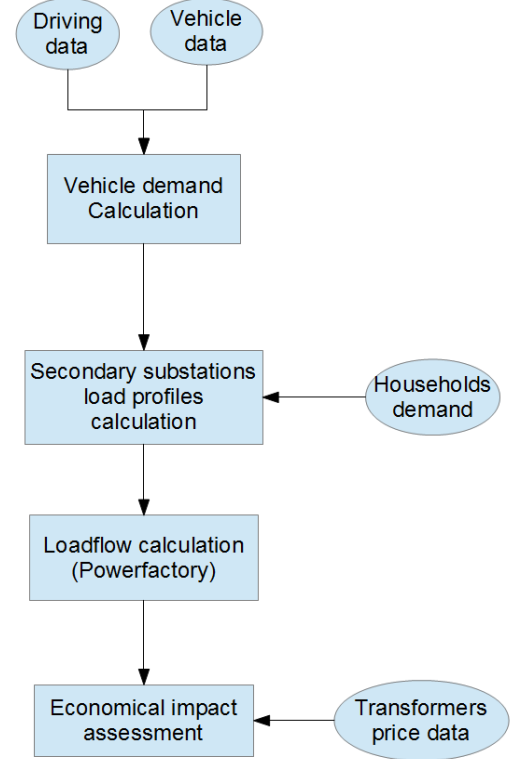 Driving
data
Vehicle
data
Vehicle demand
Calculation
Secondary substations
load profiles
calculation
Households
demand
Loadflow calculation
(Powerfactory)
Economical impact
assessment
Transformers
price data